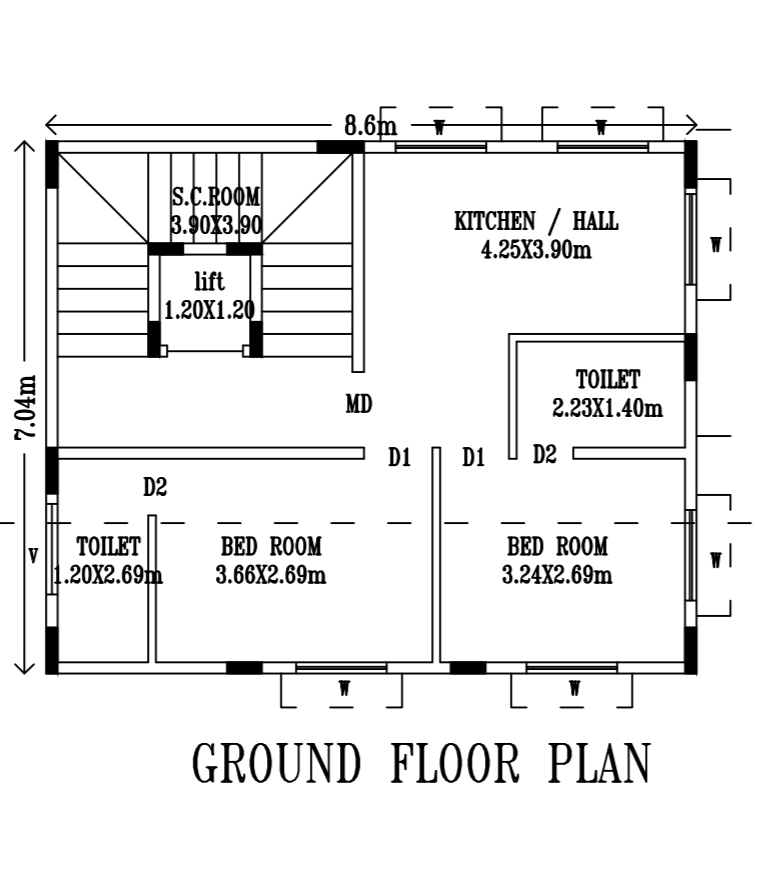 8.6m
W
W
S.C.ROOM
3.90X3.90
KITCHEN / HALL
4.25X3.90m
W
lift
1.20X1.20
7.04m
TOILET
2.23X1.40m
MD
D1
D1
D2
D2
V
TOILET
1.20X2.69m
BED ROOM
3.66X2.69m
BED ROOM
3.24X2.69m
W
W
W
GROUND FLOOR PLAN